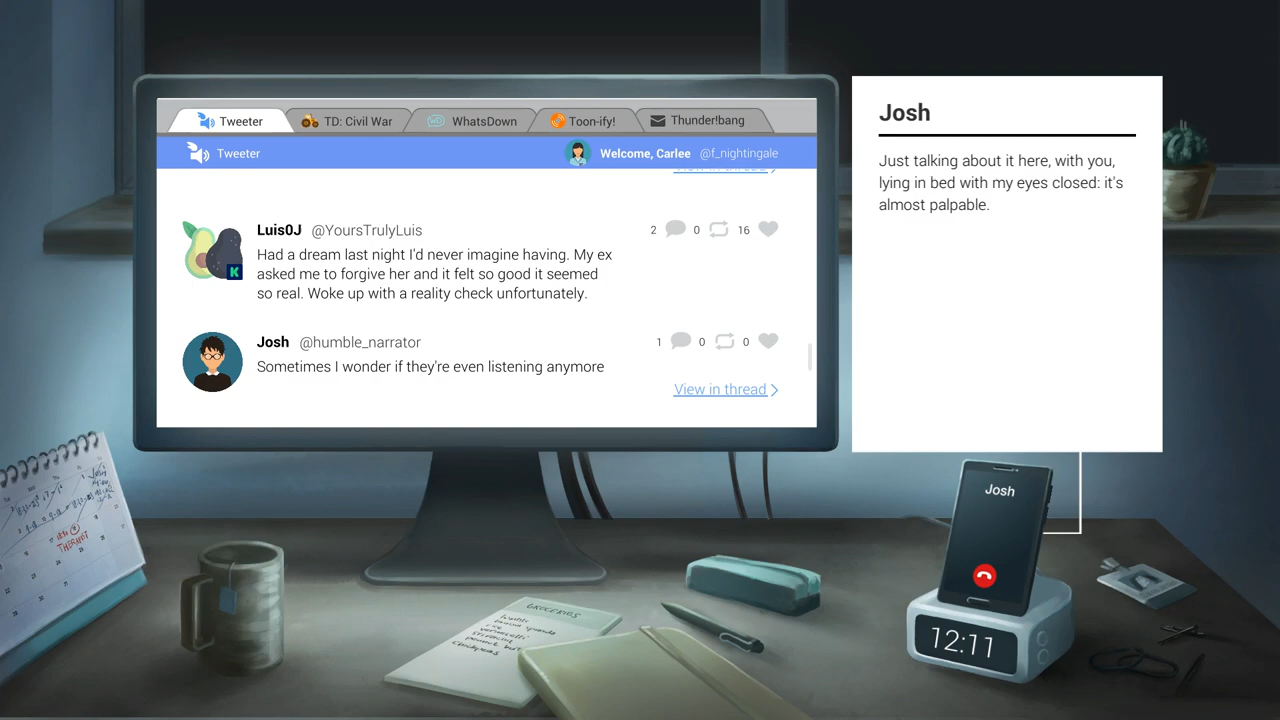 Tweeter
TD: Civil War
WhatsDown
Toon-ify!
Thunder!bang
Tweeter
Welcome, Carlee @f_nightingale
Luis0J @YoursTrulyLuis
2 0 16
Had a dream last night I'd never imagine having. My ex
asked me to forgive her and it felt so good it seemed
so real. Woke up with a reality check unfortunately.
Josh @humble_narrator
1 0 0
Sometimes I wonder if they're even listening anymore
View in thread
Josh
Just talking about it here, with you,
lying in bed with my eyes closed: it's
almost palpable.
Josh
12:11
GROCERIES
THERAPIST